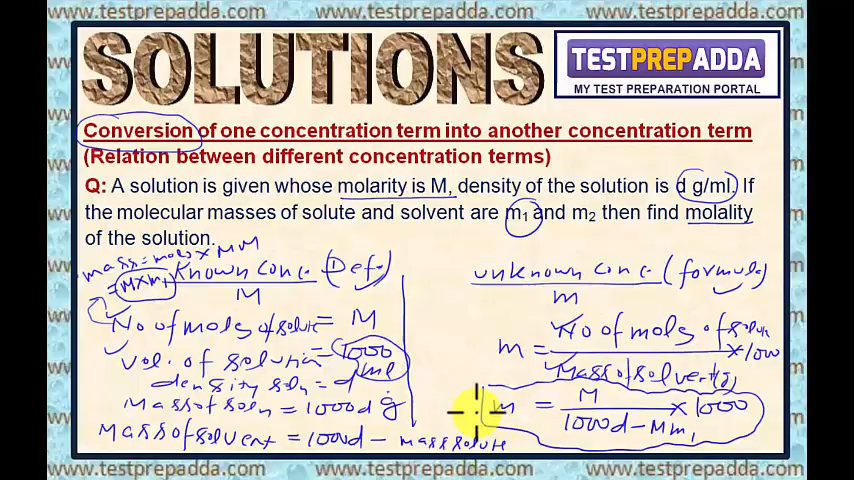 www.testprepadda.com www.testprepadda.com www.testprepadda.com
SOLUTIONS
TESTPREPADDA
MY TEST PREPARATION PORTAL
Conversion of one concentration term into another concentration term
(Relation between different concentration terms)
Q: A solution is given whose molarity is M, density of the solution is d g/ml. If
the molecular masses of solute and solvent are m₁ and m₂ then find molality
of the solution.
mass = mols × MM
= M×m₁
Known Conc (Def.)
M
No of mols of solute = M
Vol. of solution = 1000 ml
density soln = d
Mass of soln = 1000d g
Mass of solvent = 1000d – mass solute
unknown conc. (formula)
m
m = No of mols of solute / Mass of solvent (g) × 1000
m = M / 1000d – Mm₁ × 1000
www.testprepadda.com www.testprepadda.com www.testprepadda.com